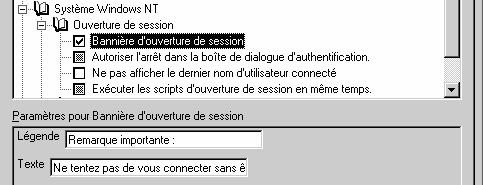 Système Windows NT
Ouverture de session
Bannière d'ouverture de session
Autoriser l'arrêt dans la boîte de dialogue d'authentification.
Ne pas afficher le dernier nom d'utilisateur connecté
Exécuter les scripts d'ouverture de session en même temps.
Paramètres pour Bannière d'ouverture de session
Légende Remarque importante :
Texte Ne tentez pas de vous connecter sans ê